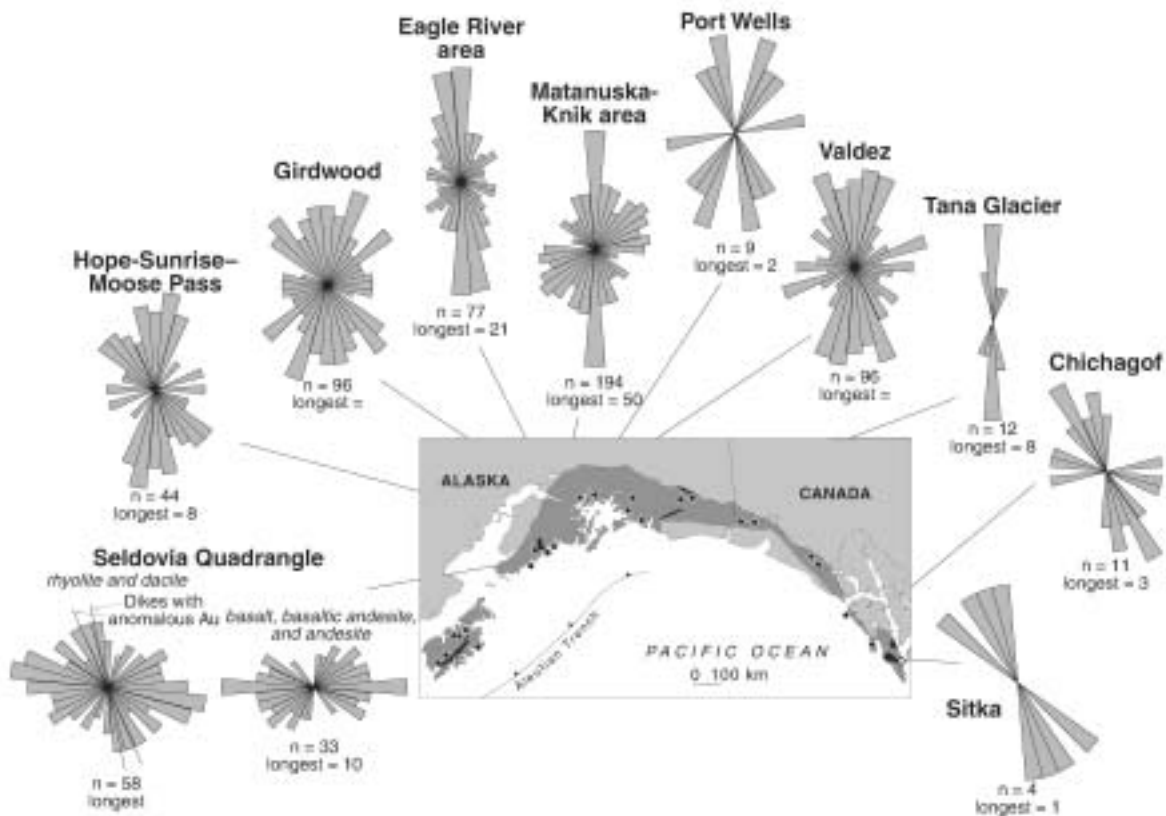 Eagle River
area
n = 77
longest = 21
Port Wells
n = 9
longest = 2
Matanuska-
Knik area
n = 194
longest = 50
Valdez
n = 96
longest =
Girdwood
n = 96
longest =
Tana Glacier
n = 12
longest = 8
Hope-Sunrise–
Moose Pass
n = 44
longest = 8
Chichagof
n = 11
longest = 3
Seldovia Quadrangle
rhyolite and dacite
Dikes with
anomalous Au
n = 58
longest
basalt, basaltic andesite,
and andesite
n = 33
longest = 10
ALASKA
CANADA
Aleutian Trench
PACIFIC OCEAN
0 100 km
Sitka
n = 4
longest = 1